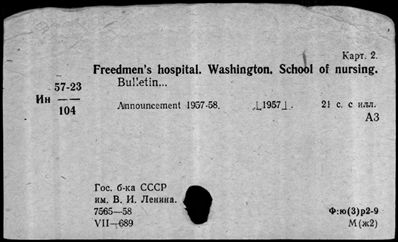 Карт. 2.
Freedmen's hospital. Washington. School of nursing.
Bulletin...
57-23
Ин
104
Announcement 1957-58. [1957]. 21 с. с илл.
А3
Гос. б-ка СССР
им. В. И. Ленина.
7565—58
VII—689
Ф:ю(3)р2-9
М(ж2)